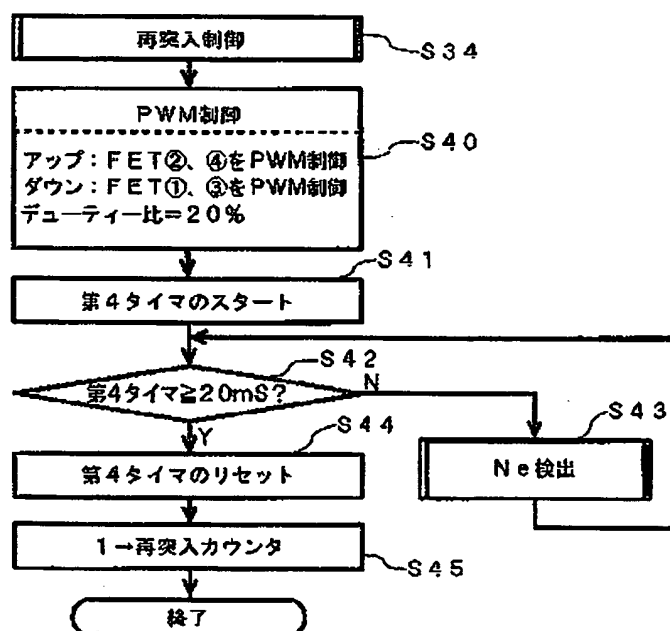 再突入制御
S34
PWM制御
S40
アップ:FET②、④をPWM制御
ダウン:FET①、③をPWM制御
デューティー比=20%
S41
第4タイマのスタート
S42
第4タイマ≧20mS?
N
Y
S44
S43
第4タイマのリセット
Ne検出
1→再突入カウンタ
S45
終了